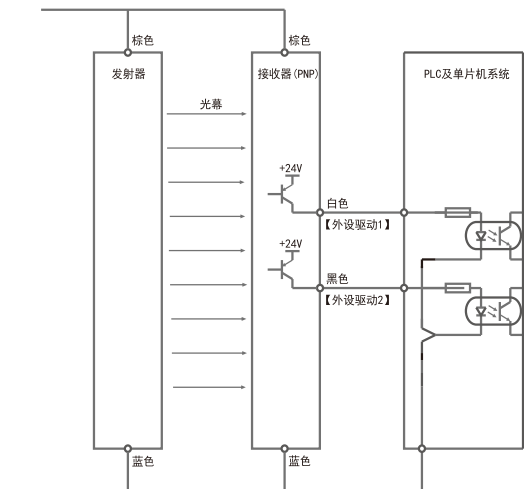 棕色
棕色
发射器
接收器(PNP)
PLC及单片机系统
光幕
+24V
白色
【外设驱动1】
+24V
黑色
【外设驱动2】
蓝色
蓝色